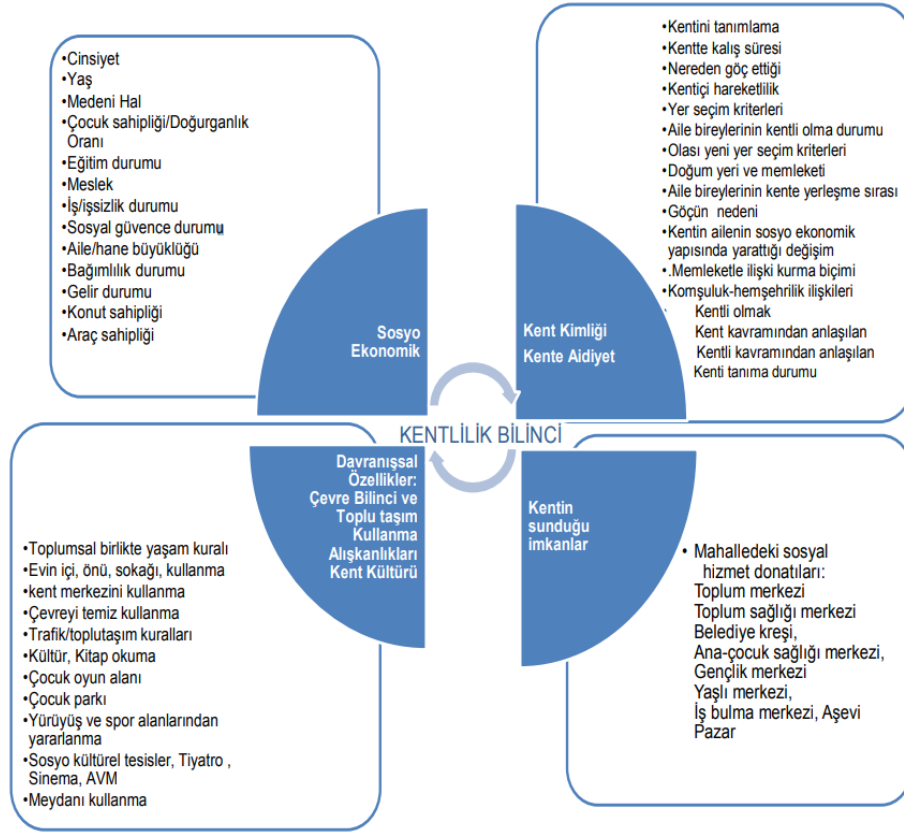 •Cinsiyet
•Yaş
•Medeni Hal
•Çocuk sahipliği/Doğurganlık
Oranı
•Eğitim durumu
•Meslek
•İş/işsizlik durumu
•Sosyal güvence durumu
•Aile/hane büyüklüğü
•Bağımlılık durumu
•Gelir durumu
•Konut sahipliği
•Araç sahipliği
Sosyo
Ekonomik
•Kentini tanımlama
•Kentte kalış süresi
•Nereden göç ettiği
•Kentiçi hareketlilik
•Yer seçim kriterleri
•Aile bireylerinin kentli olma durumu
•Olası yeni yer seçim kriterleri
•Doğum yeri ve memleketi
•Aile bireylerinin kente yerleşme sırası
•Göçün nedeni
•Kentin ailenin sosyo ekonomik
yapısında yarattığı değişim
•.Memleketle ilişki kurma biçimi
•Komşuluk-hemşehrilik ilişkileri
Kentli olmak
Kent kavramından anlaşılan
Kentli kavramından anlaşılan
Kenti tanıma durumu
Kent Kimliği
Kente Aidiyet
KENTLİLİK BİLİNCİ
Davranışsal
Özellikler:
Çevre Bilinci ve
Toplu taşım
Kullanma
Alışkanlıkları
Kent Kültürü
•Toplumsal birlikte yaşam kuralı
•Evin içi, önü, sokağı, kullanma
•kent merkezini kullanma
•Çevreyi temiz kullanma
•Trafik/toplutaşım kuralları
•Kültür, Kitap okuma
•Çocuk oyun alanı
•Çocuk parkı
•Yürüyüş ve spor alanlarından
yararlanma
•Sosyo kültürel tesisler, Tiyatro ,
Sinema, AVM
•Meydanı kullanma
Kentin
sunduğu
imkanlar
• Mahalledeki sosyal
hizmet donatıları:
Toplum merkezi
Toplum sağlığı merkezi
Belediye kreşi,
Ana-çocuk sağlığı merkezi,
Gençlik merkezi
Yaşlı merkezi,
İş bulma merkezi, Aşevi
Pazar